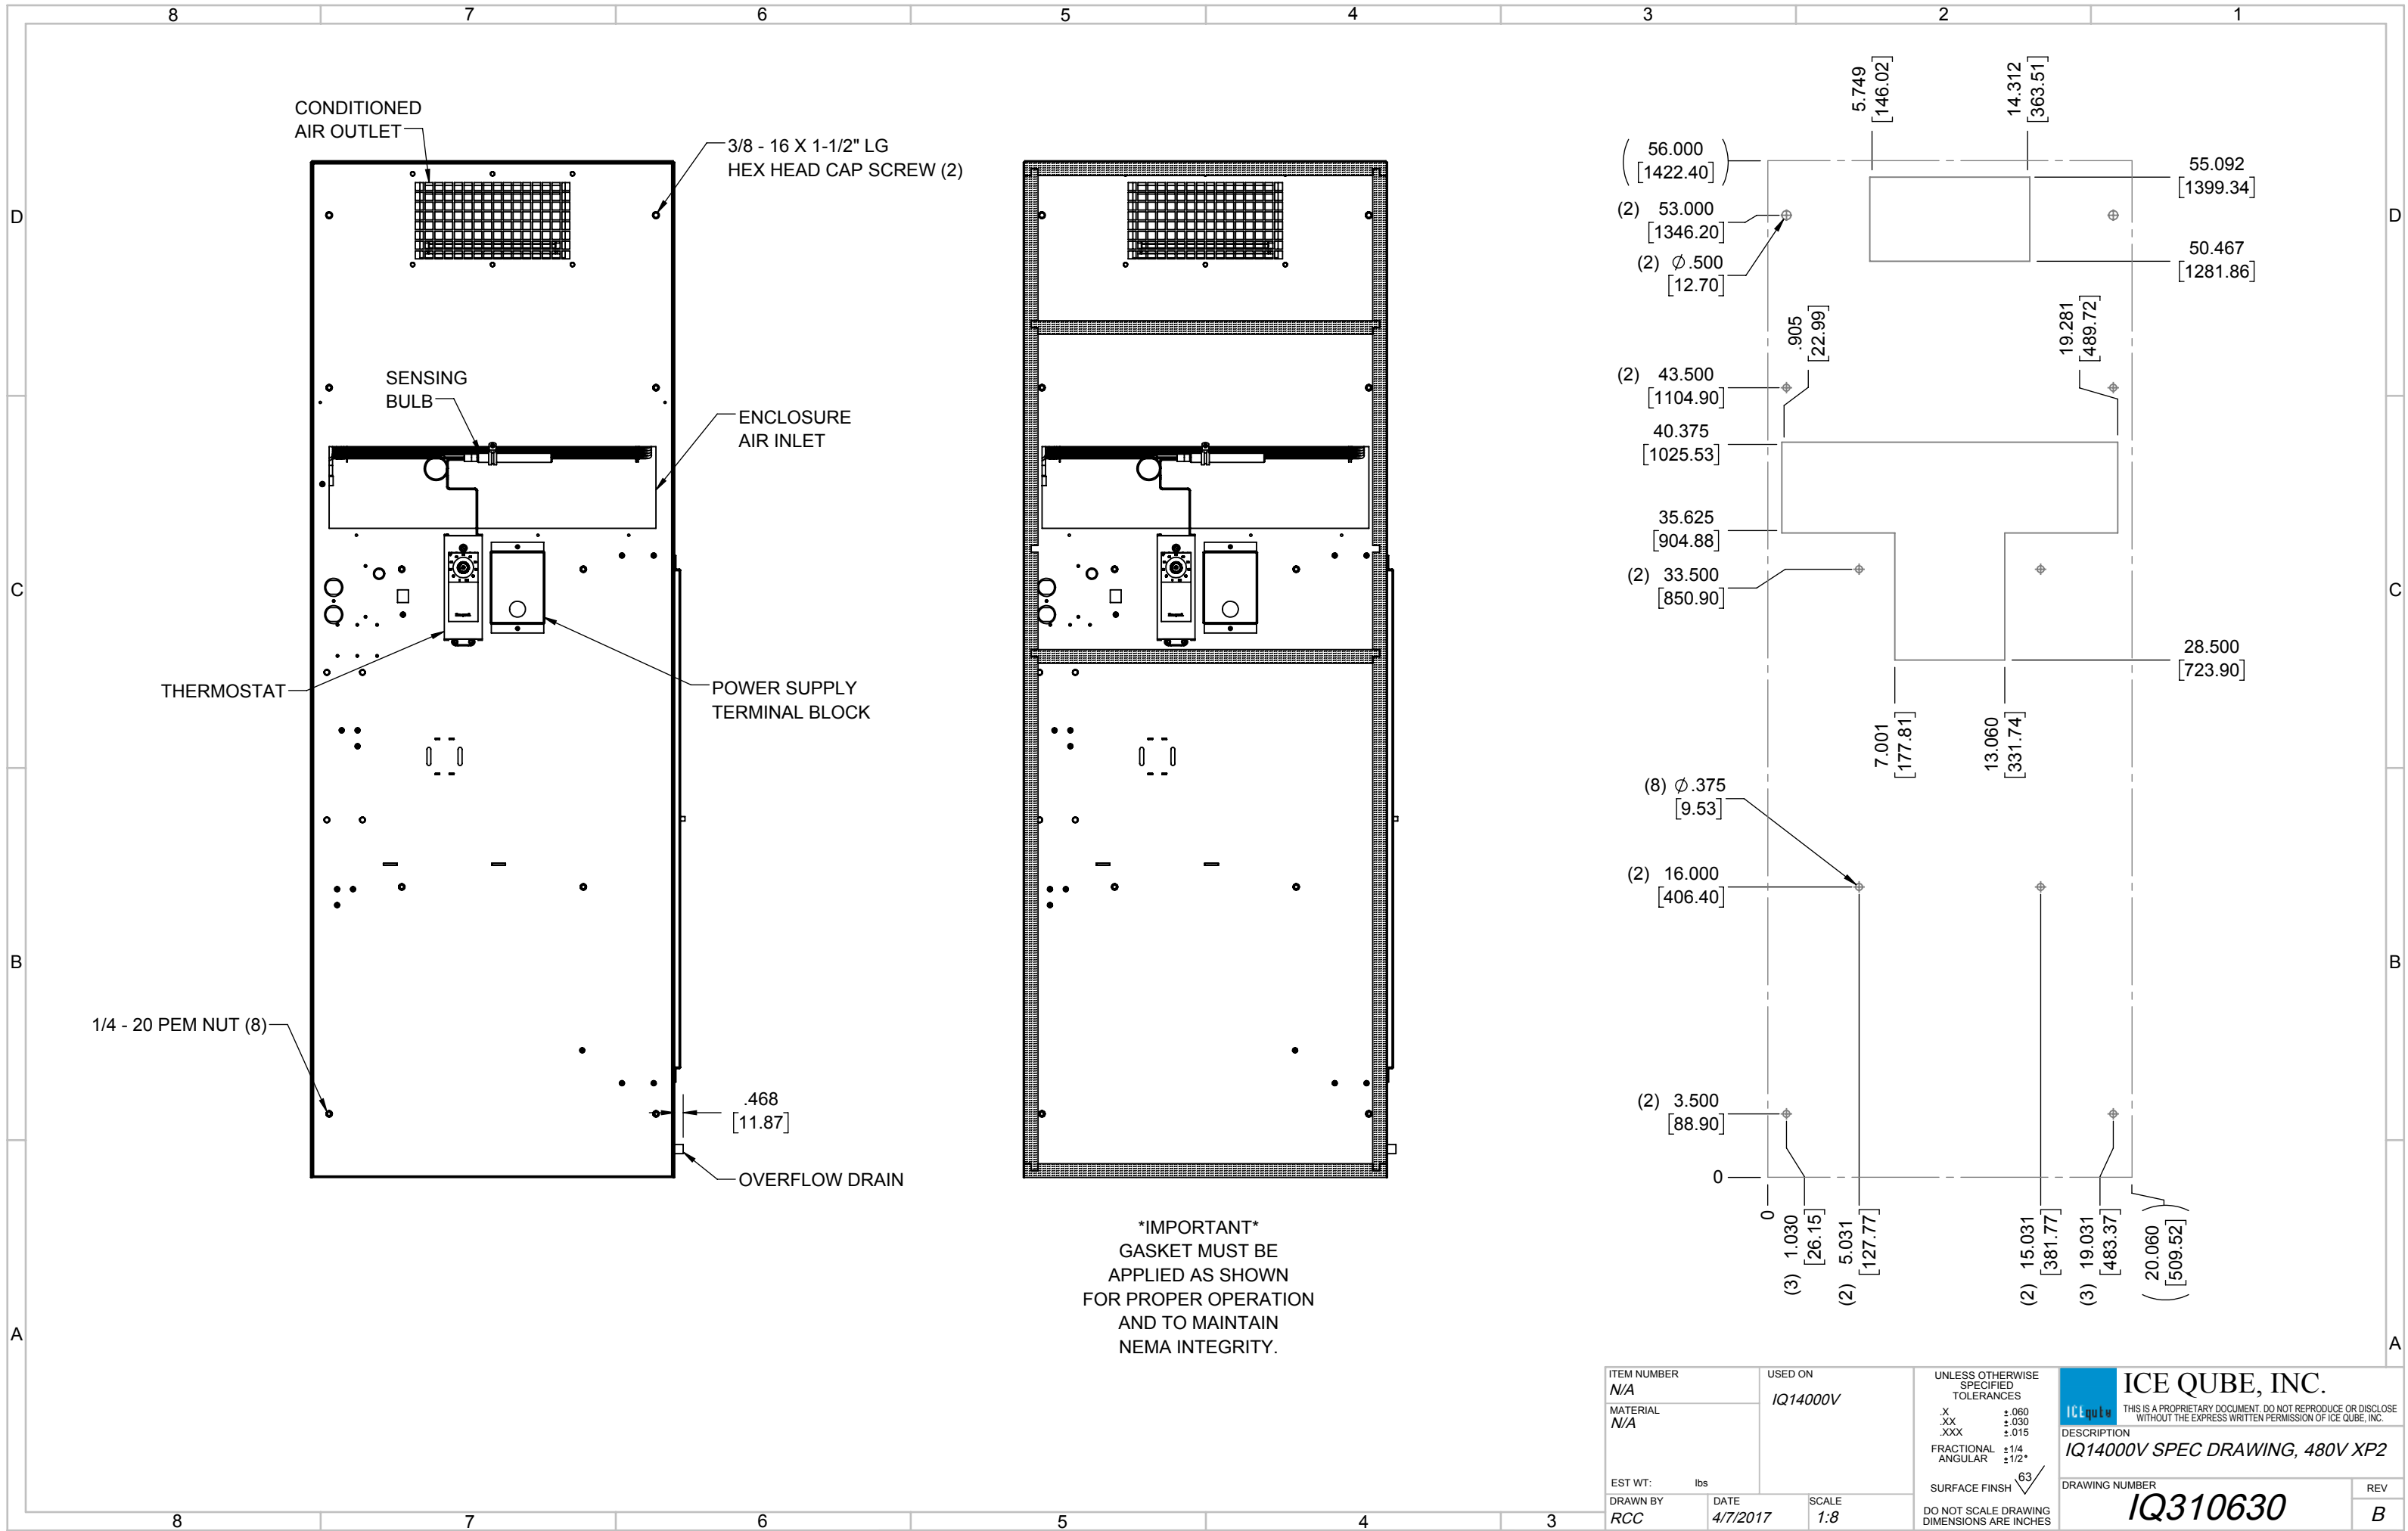 8 7 6 5 4 3 2 1
D
C
B
A
D
C
B
A
CONDITIONED
AIR OUTLET
3/8 - 16 X 1-1/2" LG
HEX HEAD CAP SCREW (2)
SENSING
BULB
ENCLOSURE
AIR INLET
THERMOSTAT
POWER SUPPLY
TERMINAL BLOCK
1/4 - 20 PEM NUT (8)
.468
[11.87]
OVERFLOW DRAIN
*IMPORTANT*
GASKET MUST BE
APPLIED AS SHOWN
FOR PROPER OPERATION
AND TO MAINTAIN
NEMA INTEGRITY.
5.749
[146.02]
14.312
[363.51]
(56.000
[1422.40])
55.092
[1399.34]
(2) 53.000
[1346.20]
(2) Ø.500
[12.70]
50.467
[1281.86]
.905
[22.99]
19.281
[489.72]
(2) 43.500
[1104.90]
40.375
[1025.53]
35.625
[904.88]
(2) 33.500
[850.90]
28.500
[723.90]
7.001
[177.81]
13.060
[331.74]
(8) Ø.375
[9.53]
(2) 16.000
[406.40]
(2) 3.500
[88.90]
0
0
(3) 1.030
[26.15]
(2) 5.031
[127.77]
(2) 15.031
[381.77]
(3) 19.031
[483.37]
(20.060
[509.52])
ITEM NUMBER
N/A
MATERIAL
N/A
EST WT: lbs
USED ON
IQ14000V
DRAWN BY
RCC
DATE
4/7/2017
SCALE
1:8
UNLESS OTHERWISE
SPECIFIED
TOLERANCES
.X ±.060
.XX ±.030
.XXX ±.015
FRACTIONAL ±1/4
ANGULAR ±1/2°
SURFACE FINSH 63
DO NOT SCALE DRAWING
DIMENSIONS ARE INCHES
ICEqube
ICE QUBE, INC.
THIS IS A PROPRIETARY DOCUMENT. DO NOT REPRODUCE OR DISCLOSE
WITHOUT THE EXPRESS WRITTEN PERMISSION OF ICE QUBE, INC.
DESCRIPTION
IQ14000V SPEC DRAWING, 480V XP2
DRAWING NUMBER
IQ310630
REV
B
8 7 6 5 4 3